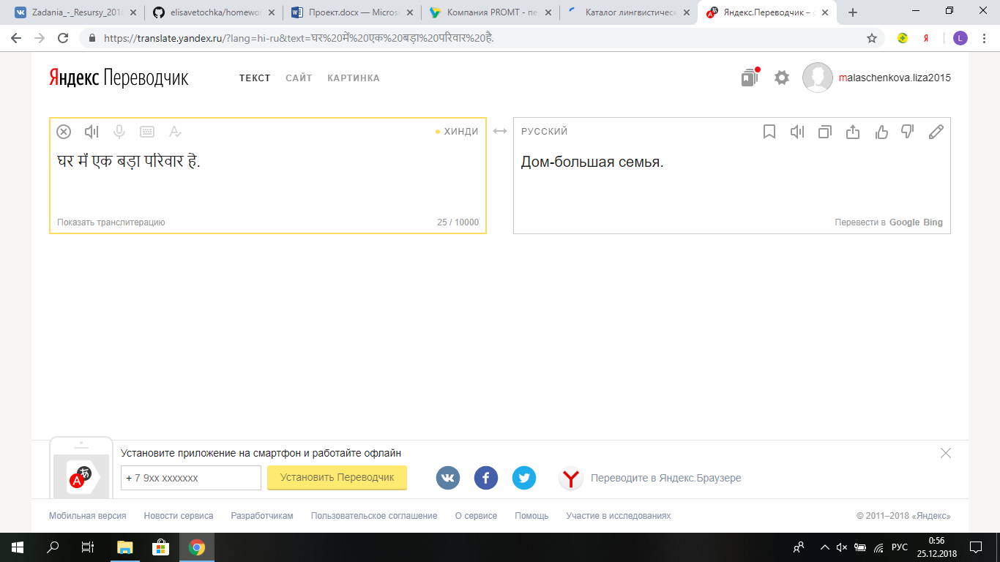 Zadania_-_Resursy_201
elisavetochka/homewor
Проект.docx — Micros
Компания PROMT - пе
Каталог лингвистичес
Яндекс.Переводчик – с
https://translate.yandex.ru/?lang=hi-ru&text=घर%20में%20एक%20बड़ा%20परिवार%20है.
L
Яндекс Переводчик
ТЕКСТ САЙТ КАРТИНКА
malaschenkova.liza2015
ХИНДИ
РУССКИЙ
घर में एक बड़ा परिवार है.
Дом-большая семья.
Показать транслитерацию
25 / 10000
Перевести в Google Bing
Установите приложение на смартфон и работайте офлайн
+ 7 9xx xxxxxxx
Установить Переводчик
Переводите в Яндекс.Браузере
Мобильная версия Новости сервиса Разработчикам Пользовательское соглашение О сервисе Помощь Участие в исследованиях
© 2011–2018 «Яндекс»
РУС
0:56
25.12.2018